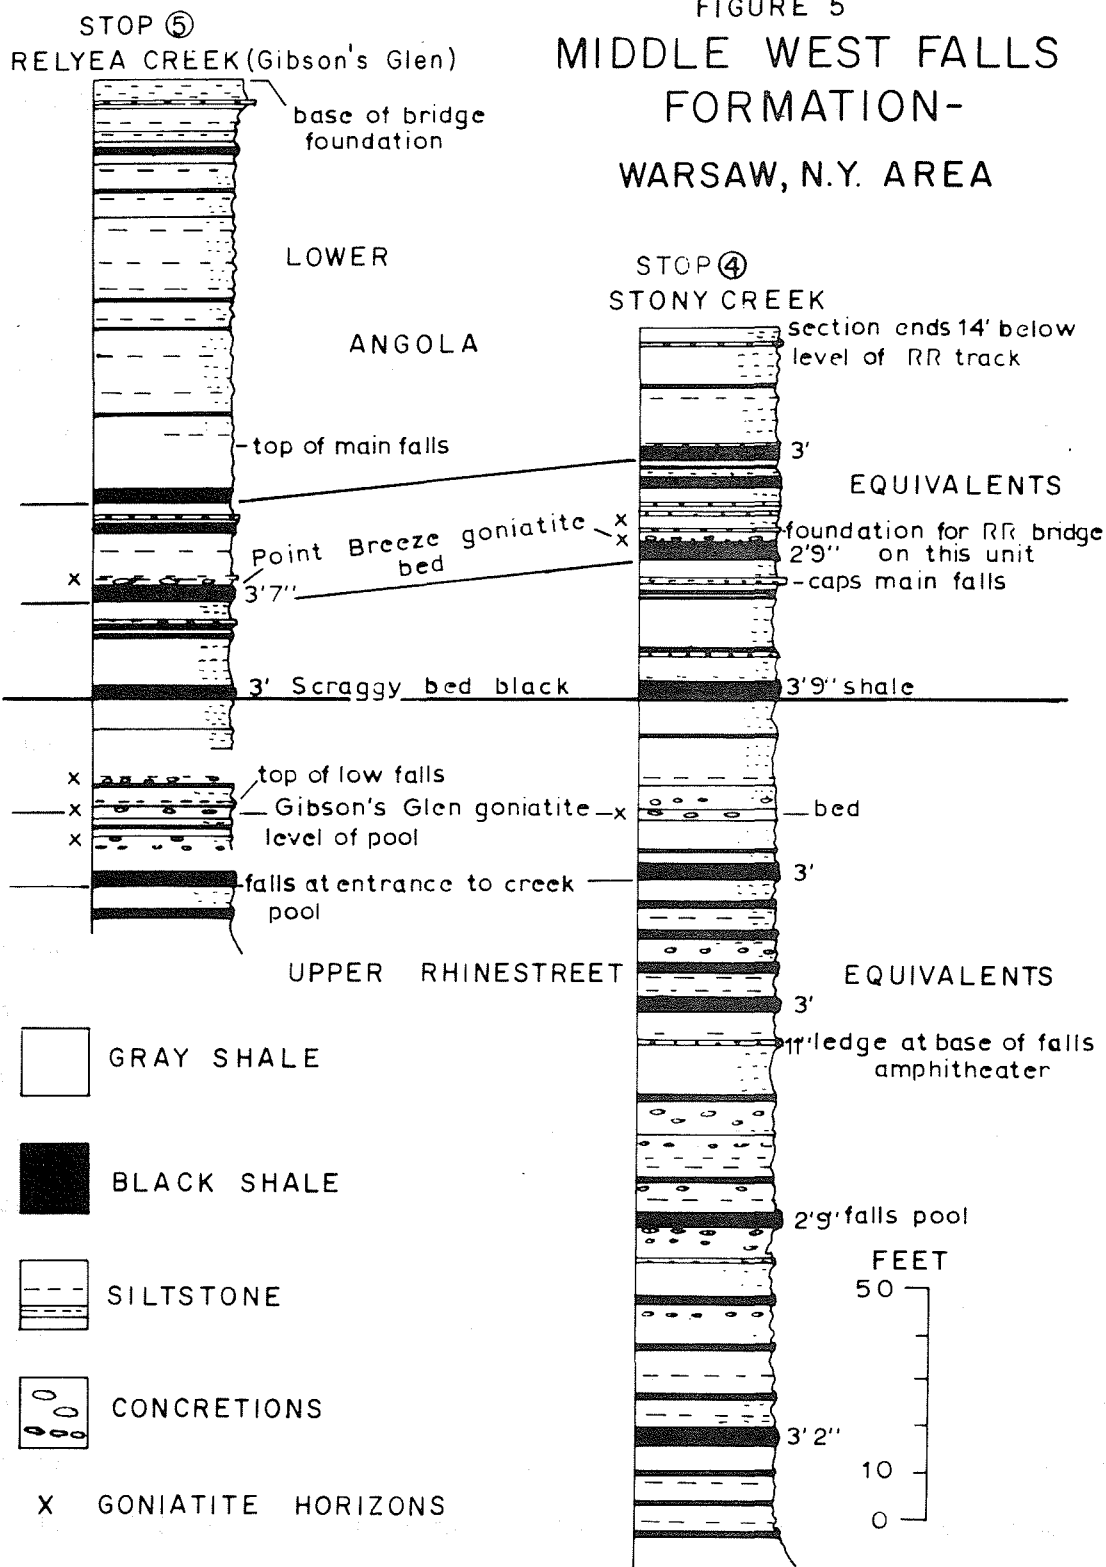 FIGURE 5
MIDDLE WEST FALLS
FORMATION-
WARSAW, N.Y. AREA
STOP ⑤
RELYEA CREEK (Gibson's Glen)
base of bridge
foundation
LOWER
ANGOLA
top of main falls
Point Breeze goniatite
bed
x
3'7"
3' Scraggy bed black
x
top of low falls
x
Gibson's Glen goniatite
x
level of pool
falls at entrance to creek
pool
UPPER RHINESTREET
STOP ④
STONY CREEK
section ends 14' below
level of RR track
3'
EQUIVALENTS
x
x
foundation for RR bridge
2'9" on this unit
caps main falls
3'9" shale
x
bed
3'
EQUIVALENTS
3'
11" ledge at base of falls
amphitheater
2'9" falls pool
3'2"
FEET
50
10
0
GRAY SHALE
BLACK SHALE
SILTSTONE
CONCRETIONS
X GONIATITE HORIZONS